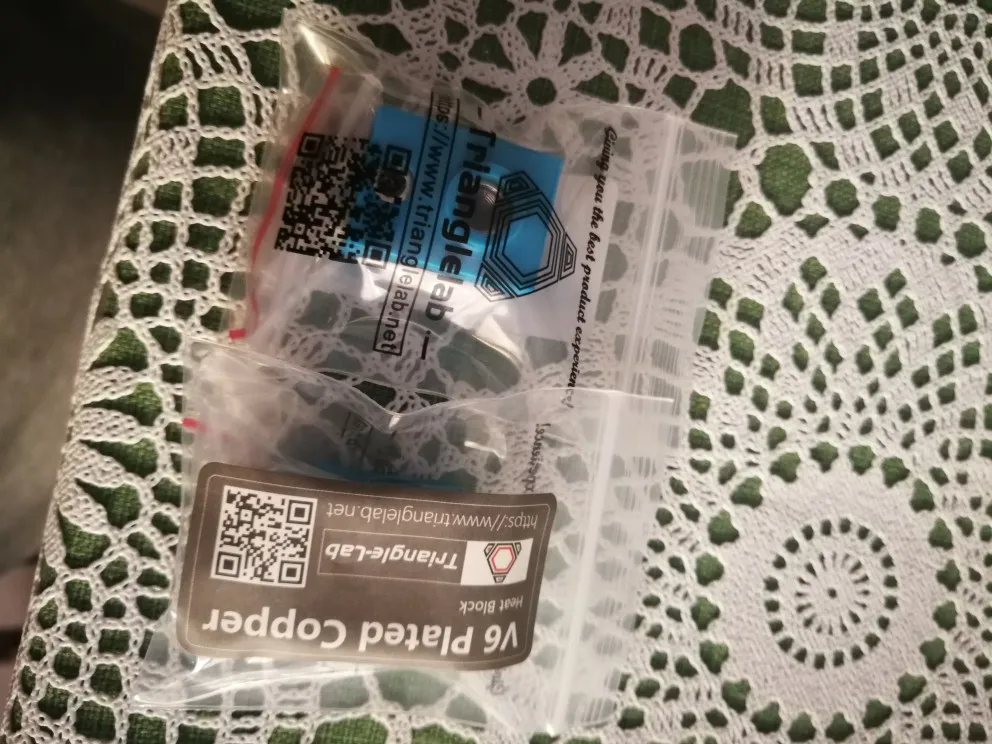 https://www.trianglelab.net
Trianglelab
Giving you the best product experience!
V6 Plated Copper
Heat Block
Triangle-Lab
https://www.trianglelab.net